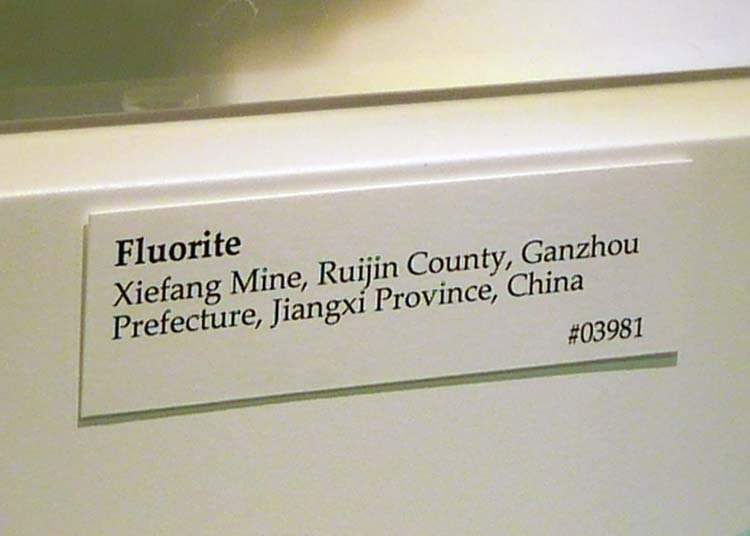 Fluorite
Xiefang Mine, Ruijin County, Ganzhou
Prefecture, Jiangxi Province, China
#03981